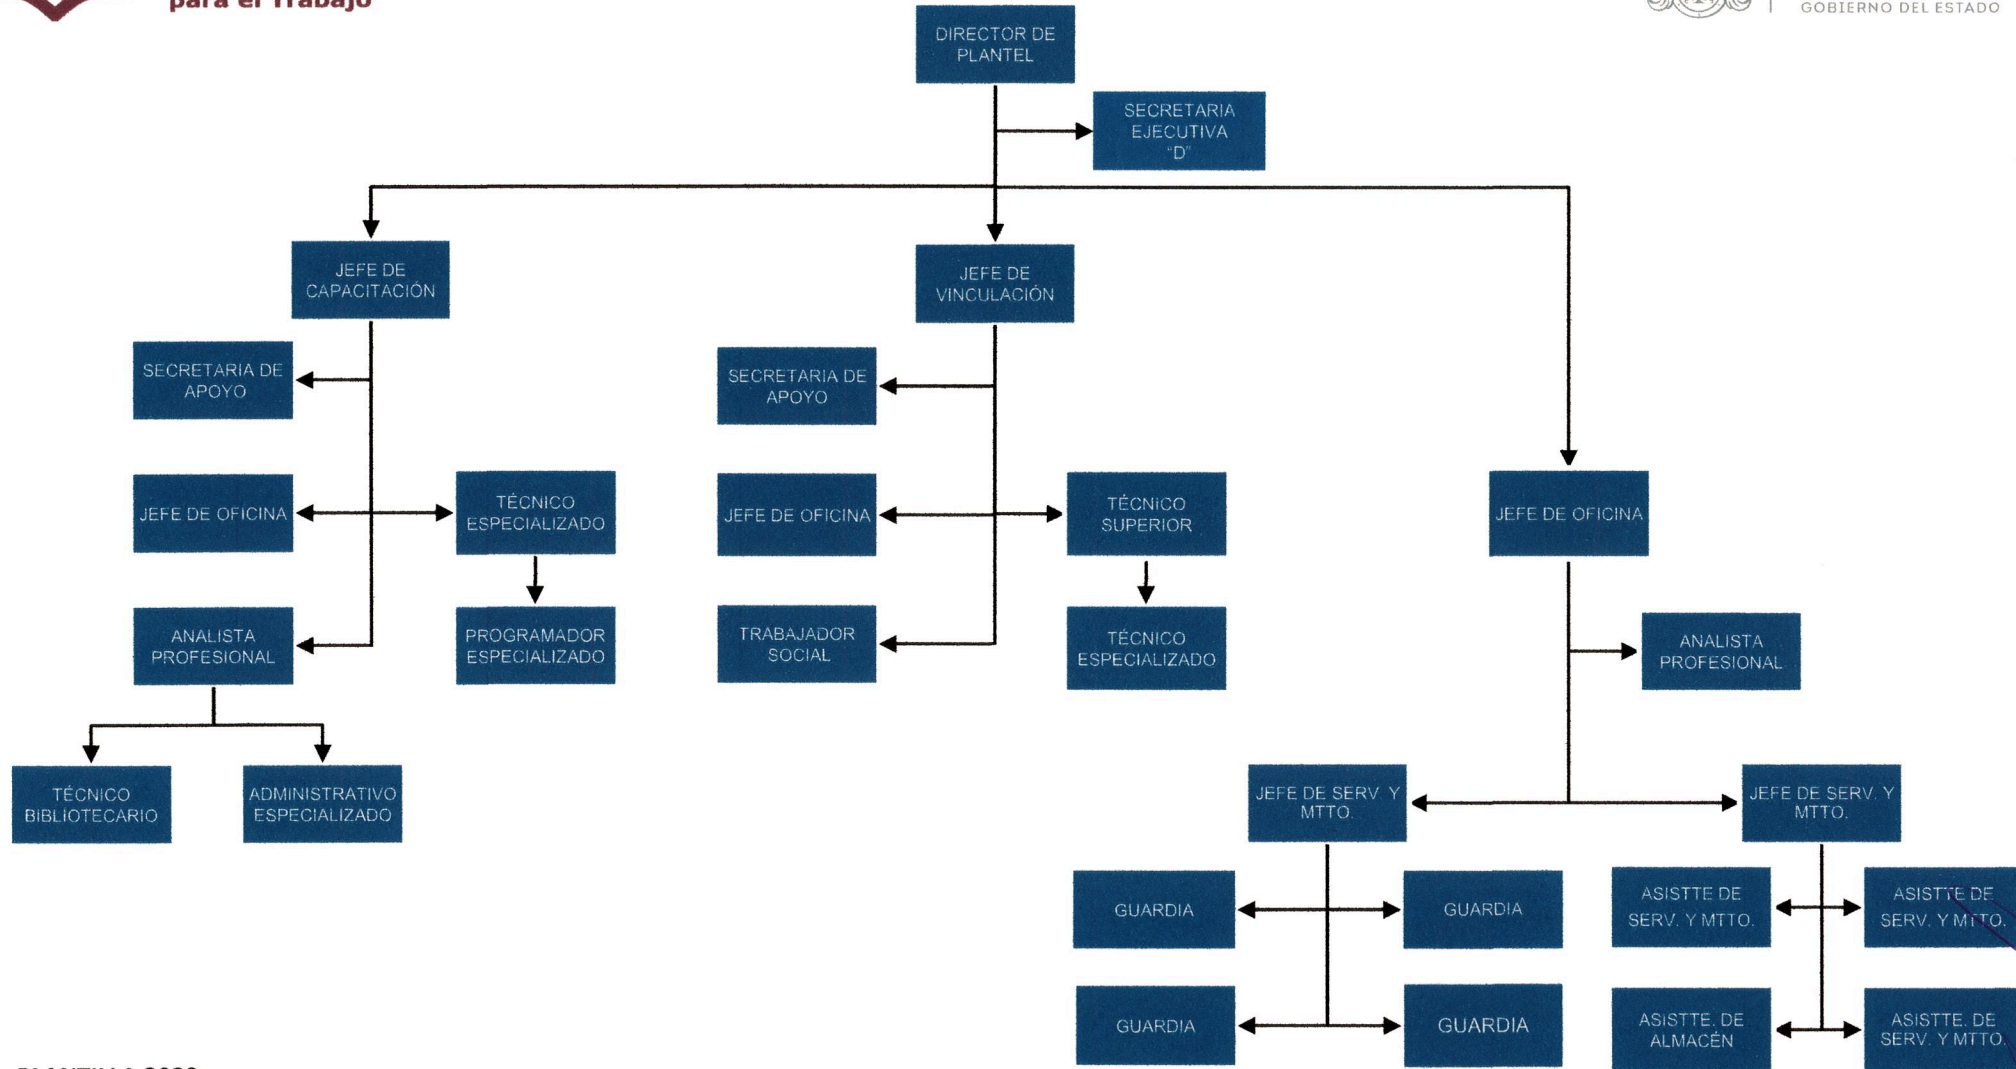 para el Trabajo
GOBIERNO DEL ESTADO
DIRECTOR DE
PLANTEL
SECRETARIA
EJECUTIVA
"D"
JEFE DE
CAPACITACIÓN
JEFE DE
VINCULACIÓN
SECRETARIA DE
APOYO
SECRETARIA DE
APOYO
JEFE DE OFICINA
TÉCNICO
ESPECIALIZADO
JEFE DE OFICINA
TÉCNICO
SUPERIOR
JEFE DE OFICINA
ANALISTA
PROFESIONAL
PROGRAMADOR
ESPECIALIZADO
TRABAJADOR
SOCIAL
TÉCNICO
ESPECIALIZADO
ANALISTA
PROFESIONAL
TÉCNICO
BIBLIOTECARIO
ADMINISTRATIVO
ESPECIALIZADO
JEFE DE SERV. Y
MTTO.
JEFE DE SERV. Y
MTTO.
GUARDIA
GUARDIA
ASISTTE DE
SERV. Y MTTO.
ASISTTE DE
SERV. Y MTTO.
GUARDIA
GUARDIA
ASISTTE. DE
ALMACÉN
ASISTTE. DE
SERV. Y MTTO.